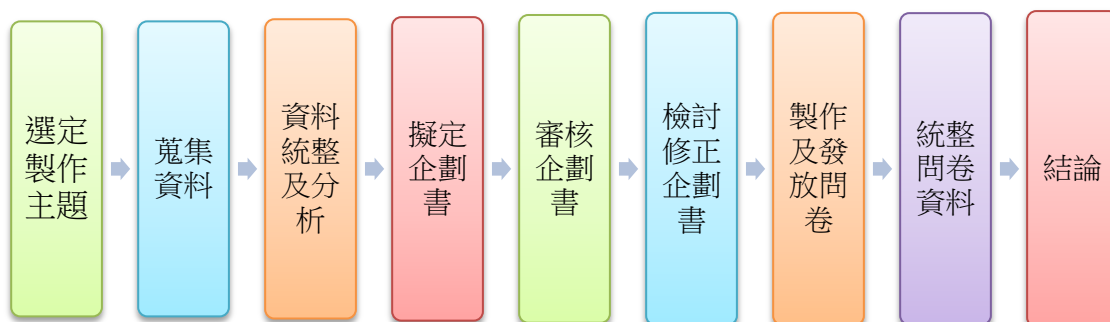 選定
製作
主題
蒐集
資料
資料
統整
及分
析
擬定
企劃
書
審核
企劃
書
檢討
修正
企劃
書
製作
及發
放問
卷
統整
問卷
資料
結論